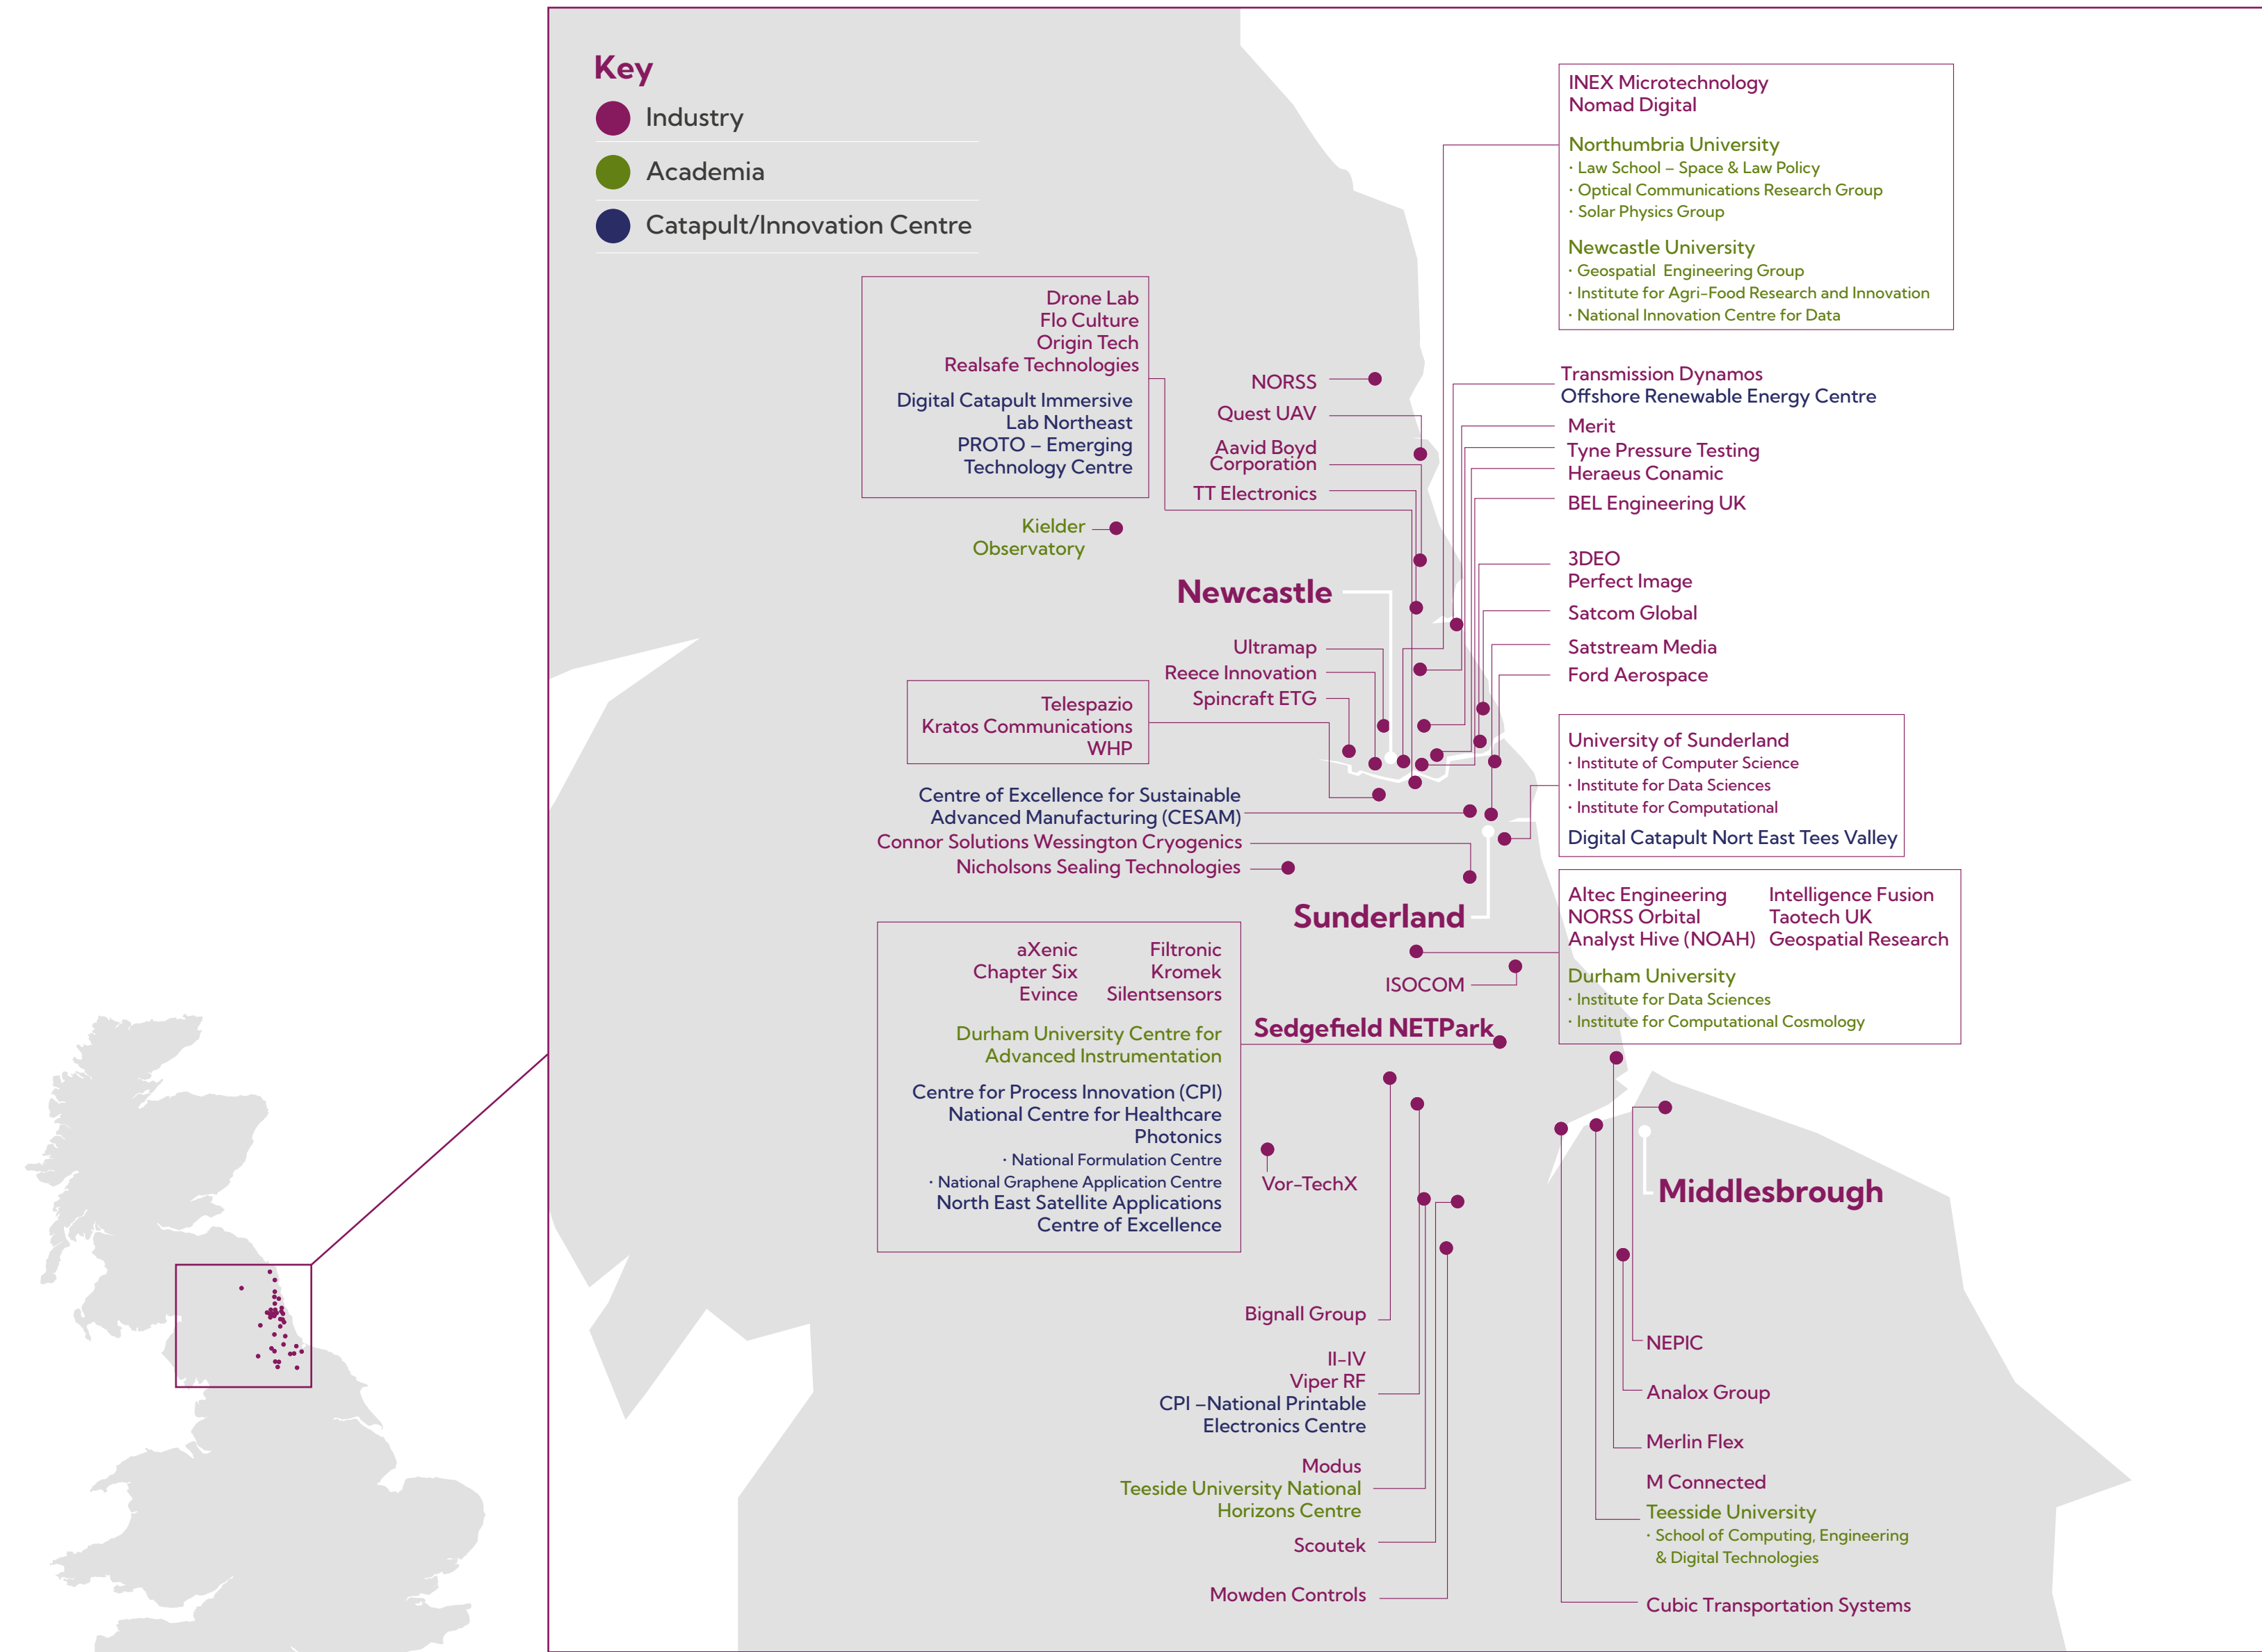 Key
Industry
Academia
Catapult/Innovation Centre
INEX Microtechnology
Nomad Digital
Northumbria University
· Law School – Space & Law Policy
· Optical Communications Research Group
· Solar Physics Group
Newcastle University
· Geospatial Engineering Group
· Institute for Agri-Food Research and Innovation
· National Innovation Centre for Data
Drone Lab
Flo Culture
Origin Tech
Realsafe Technologies
Digital Catapult Immersive
Lab Northeast
PROTO – Emerging
Technology Centre
NORSS
Quest UAV
Aavid Boyd
Corporation
TT Electronics
Kielder
Observatory
Transmission Dynamos
Offshore Renewable Energy Centre
Merit
Tyne Pressure Testing
Heraeus Conamic
BEL Engineering UK
3DEO
Perfect Image
Satcom Global
Satstream Media
Ford Aerospace
Newcastle
Ultramap
Reece Innovation
Spincraft ETG
Telespazio
Kratos Communications
WHP
Centre of Excellence for Sustainable
Advanced Manufacturing (CESAM)
Connor Solutions Wessington Cryogenics
Nicholsons Sealing Technologies
University of Sunderland
· Institute of Computer Science
· Institute for Data Sciences
· Institute for Computational
Digital Catapult Nort East Tees Valley
Sunderland
Altec Engineering
NORSS Orbital
Analyst Hive (NOAH)
Intelligence Fusion
Taotech UK
Geospatial Research
Durham University
· Institute for Data Sciences
· Institute for Computational Cosmology
ISOCOM
Sedgefield NETPark
aXenic
Chapter Six
Evince
Filtronic
Kromek
Silentsensors
Durham University Centre for
Advanced Instrumentation
Centre for Process Innovation (CPI)
National Centre for Healthcare
Photonics
· National Formulation Centre
· National Graphene Application Centre
North East Satellite Applications
Centre of Excellence
Vor-TechX
Middlesbrough
Bignall Group
II-IV
Viper RF
CPI –National Printable
Electronics Centre
Modus
Teeside University National
Horizons Centre
Scoutek
Mowden Controls
NEPIC
Analox Group
Merlin Flex
M Connected
Teesside University
· School of Computing, Engineering
& Digital Technologies
Cubic Transportation Systems